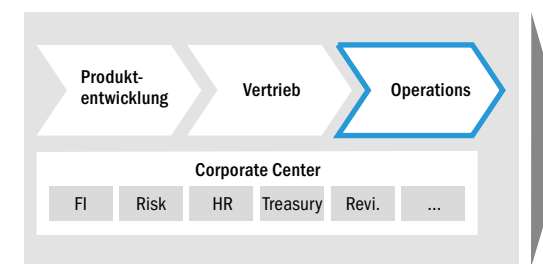 Produkt-
entwicklung
Vertrieb
Operations
Corporate Center
FI
Risk
HR
Treasury
Revi.
...